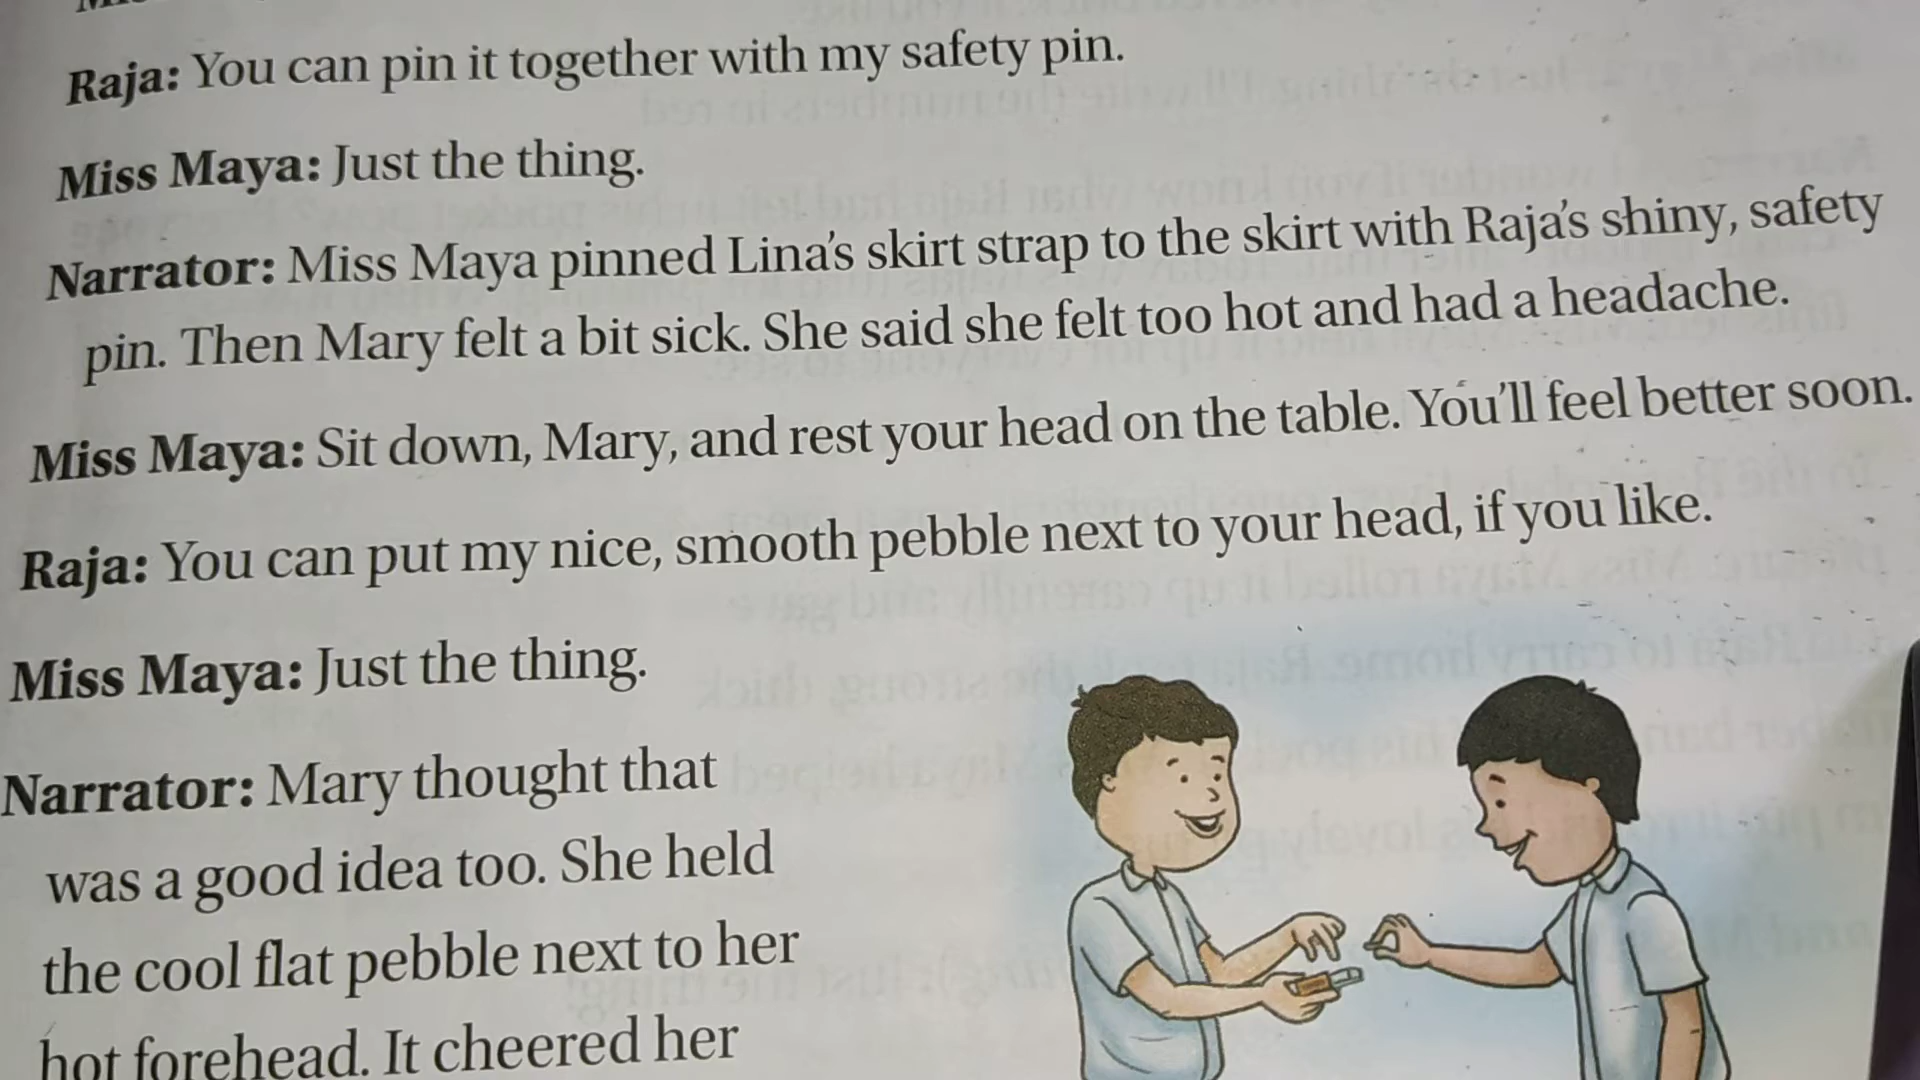 Raja: You can pin it together with my safety pin.
Miss Maya: Just the thing.
Narrator: Miss Maya pinned Lina's skirt strap to the skirt with Raja's shiny, safety
pin. Then Mary felt a bit sick. She said she felt too hot and had a headache.
Miss Maya: Sit down, Mary, and rest your head on the table. You'll feel better soon.
Raja: You can put my nice, smooth pebble next to your head, if you like.
Miss Maya: Just the thing.
Narrator: Mary thought that
was a good idea too. She held
the cool flat pebble next to her
hot forehead. It cheered her